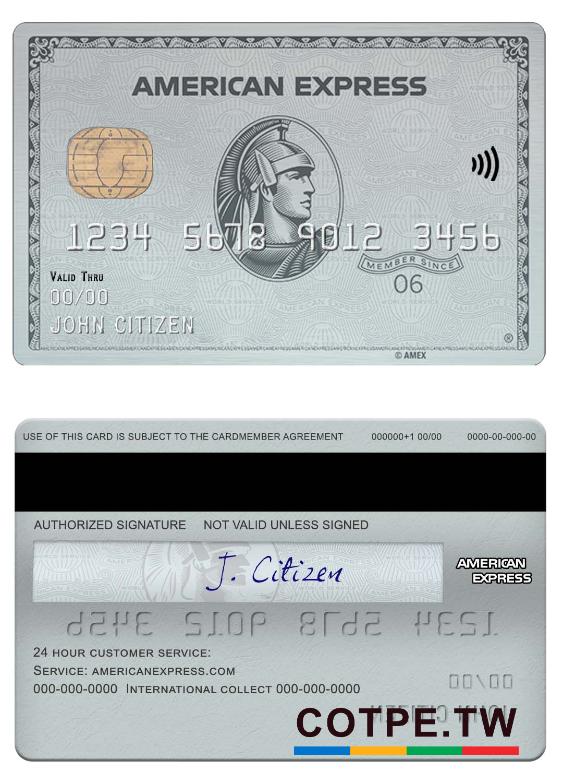 AMERICAN EXPRESS
1234 5678 9012 3456
MEMBER SINCE
06
VALID THRU
00/00
JOHN CITIZEN
®
© AMEX
USE OF THIS CARD IS SUBJECT TO THE CARDMEMBER AGREEMENT 000000+1 00/00 0000-00-000-00
AUTHORIZED SIGNATURE NOT VALID UNLESS SIGNED
J. Citizen
AMERICAN
EXPRESS
1234 5678 9012 3456
24 HOUR CUSTOMER SERVICE:
SERVICE: AMERICANEXPRESS.COM
00/00
000-000-0000 INTERNATIONAL COLLECT 000-000-0000
JOHN CITIZEN
COTPE.TW